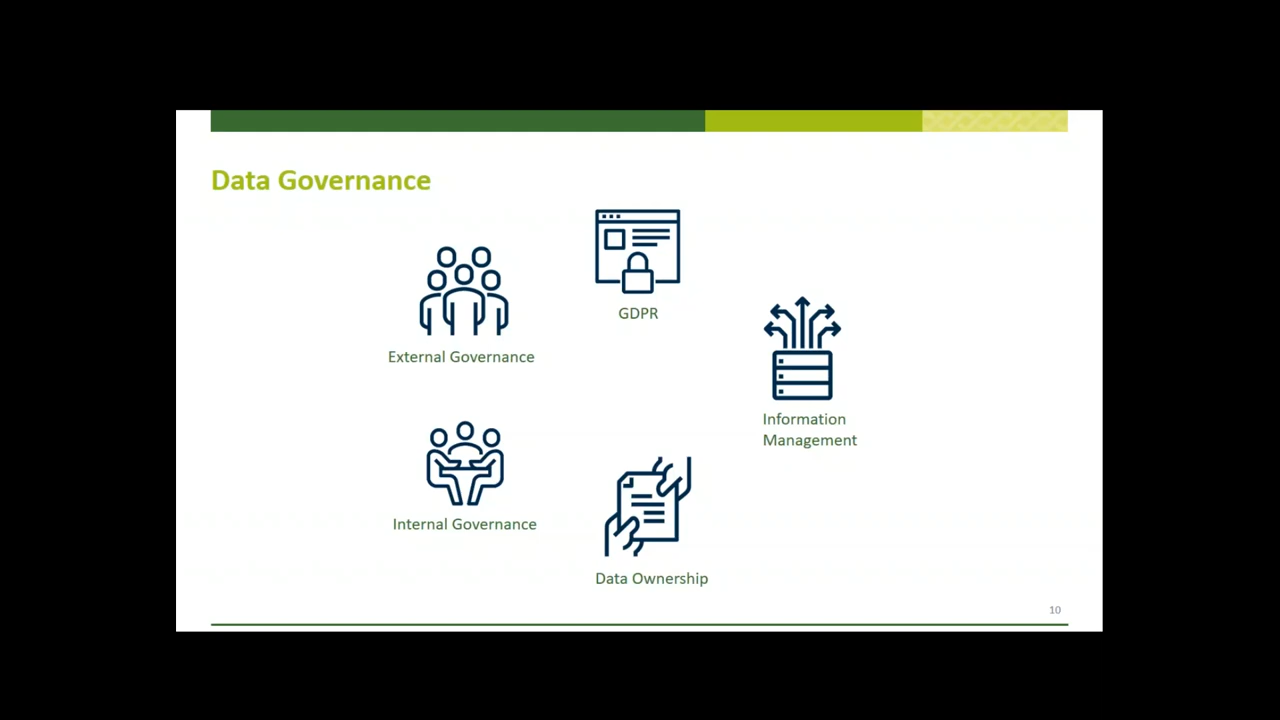 Data Governance
GDPR
External Governance
Information
Management
Internal Governance
Data Ownership
10